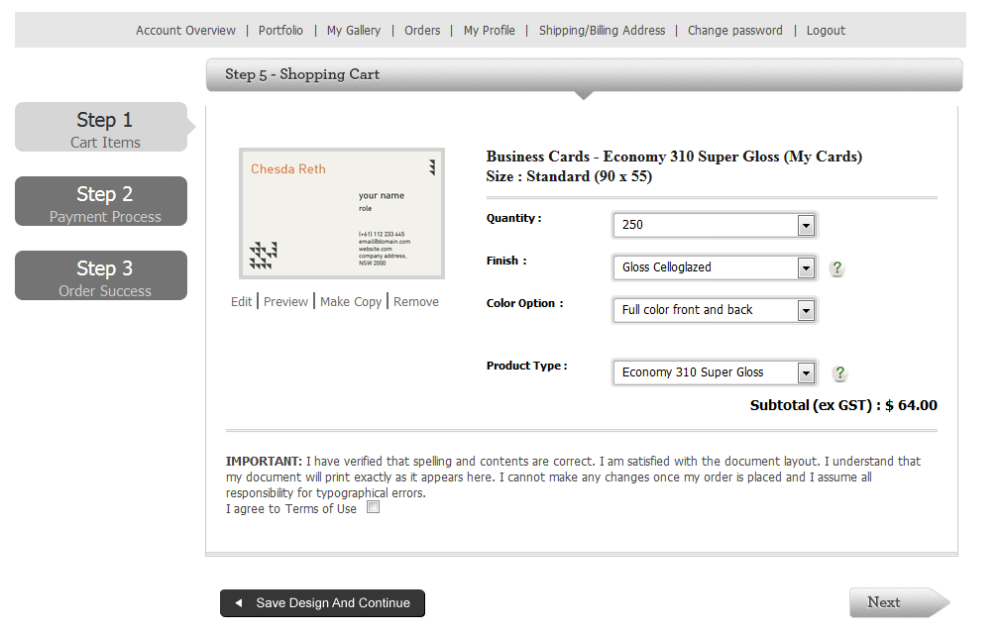 Account Overview | Portfolio | My Gallery | Orders | My Profile | Shipping/Billing Address | Change password | Logout
Step 5 - Shopping Cart
Step 1
Cart Items
Step 2
Payment Process
Step 3
Order Success
Chesda Reth
your name
role
(+61) 112 233 445
email@domain.com
website.com
company address,
NSW 2000
Edit | Preview | Make Copy | Remove
Business Cards - Economy 310 Super Gloss (My Cards)
Size : Standard (90 x 55)
Quantity : 250
Finish : Gloss Celloglazed ?
Color Option : Full color front and back
Product Type : Economy 310 Super Gloss ?
Subtotal (ex GST) : $ 64.00
IMPORTANT: I have verified that spelling and contents are correct. I am satisfied with the document layout. I understand that
my document will print exactly as it appears here. I cannot make any changes once my order is placed and I assume all
responsibility for typographical errors.
I agree to Terms of Use
Save Design And Continue
Next